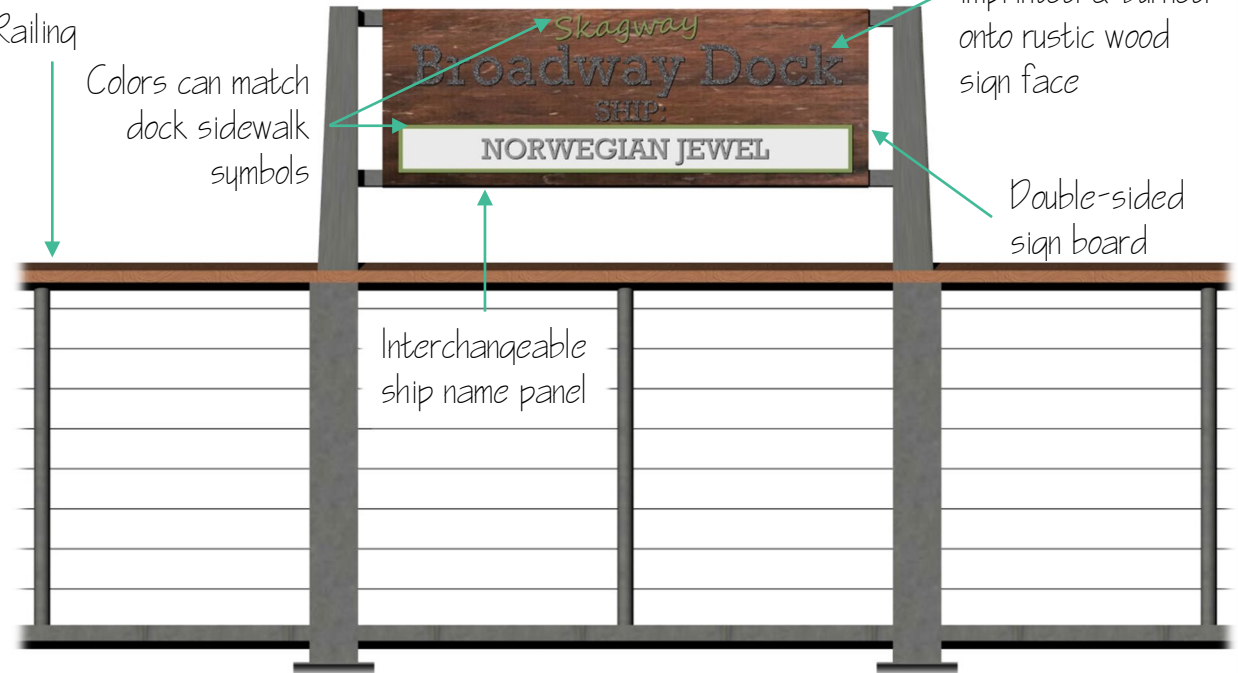 Railing
Colors can match
dock sidewalk
symbols
Skagway
Broadway Dock
SHIP:
NORWEGIAN JEWEL
onto rustic wood
sign face
Double-sided
sign board
Interchangeable
ship name panel